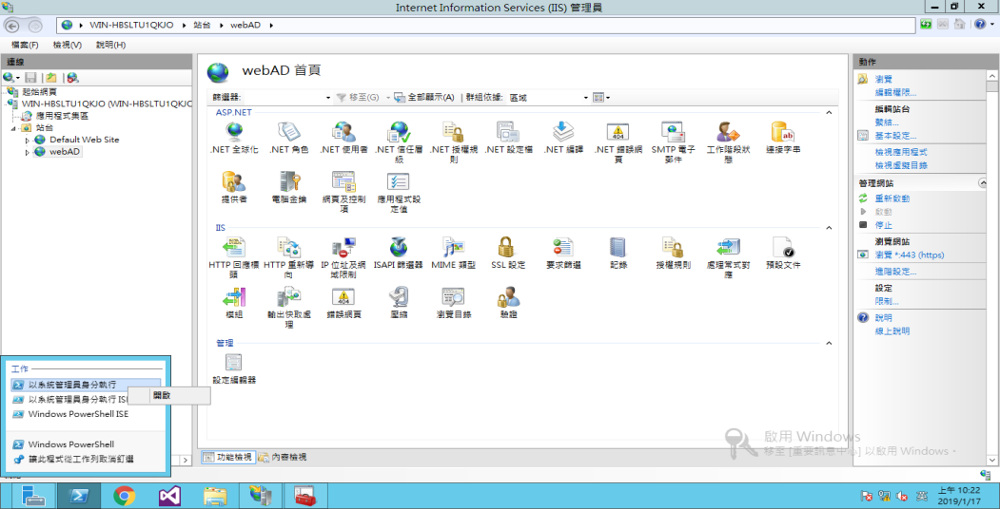 Internet Information Services (IIS) 管理員
WIN-HBSLTU1QKJO ▸ 站台 ▸ webAD ▸
檔案(F) 檢視(V) 說明(H)
連線
起始網頁
WIN-HBSLTU1QKJO (WIN-HBSLTU1QKJO
應用程式集區
站台
Default Web Site
webAD
webAD 首頁
篩選器: 移至(G) 全部顯示(A) 群組依據: 區域
ASP.NET
.NET 全球化 .NET 角色 .NET 使用者 .NET 信任層級 .NET 授權規則 .NET 設定檔 .NET 編譯 .NET 錯誤網頁 SMTP 電子郵件 工作階段狀態 連接字串
提供者 電腦金鑰 網頁及控制項 應用程式設定值
IIS
HTTP 回應標頭 HTTP 重新導向 IP 位址及網域限制 ISAPI 篩選器 MIME 類型 SSL 設定 要求篩選 記錄 授權規則 處理常式對應 預設文件
模組 輸出快取處理 錯誤網頁 壓縮 瀏覽目錄 驗證
管理
設定編輯器
功能檢視 內容檢視
動作
瀏覽
編輯權限...
編輯站台
繫結...
基本設定...
檢視應用程式
檢視虛擬目錄
管理網站
重新啟動
啟動
停止
瀏覽網站
瀏覽 *:443 (https)
進階設定...
設定
限制...
說明
線上說明
工作
以系統管理員身分執行
以系統管理員身分執行 ISE
開啟
Windows PowerShell ISE
Windows PowerShell
讓此程式從工作列取消釘選
啟用 Windows
移至 [重要訊息中心] 以啟用 Windows。
上午 10:22
2019/1/17